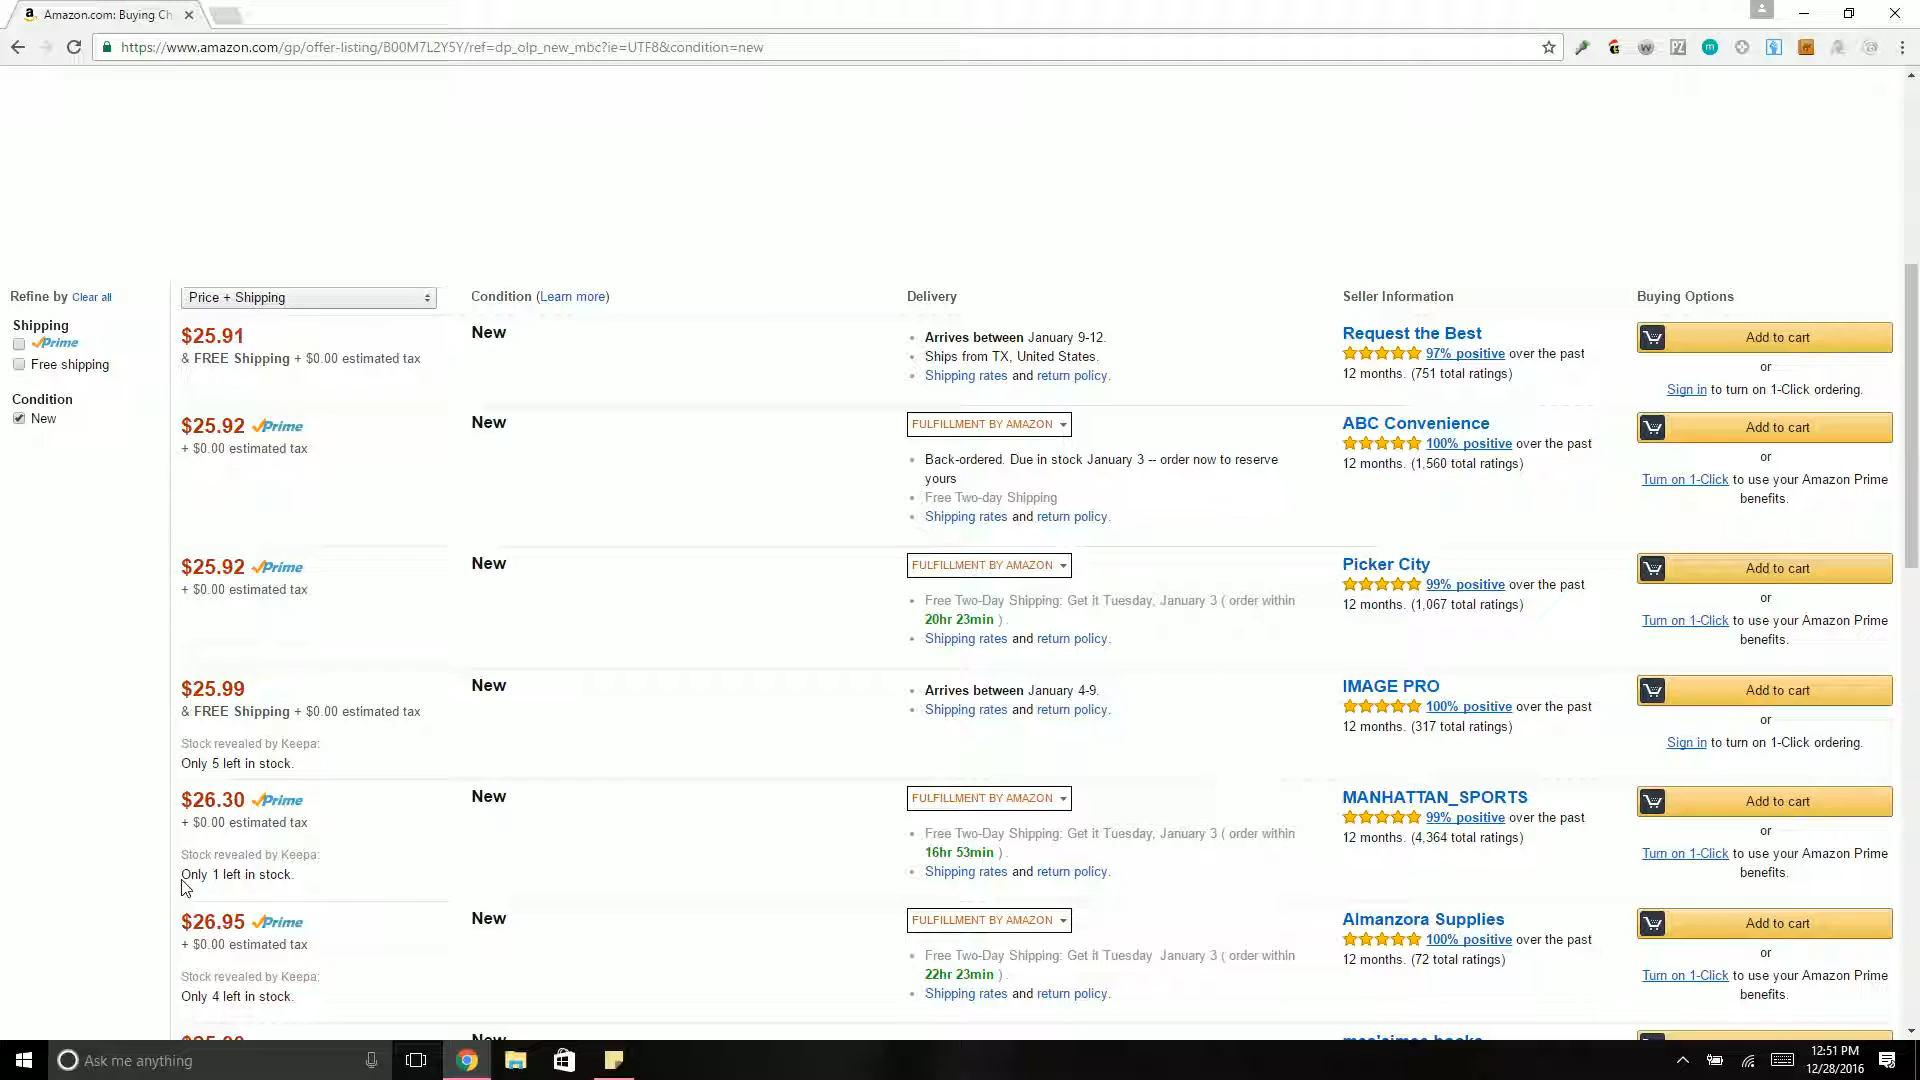 Amazon.com: Buying Ch
https://www.amazon.com/gp/offer-listing/B00M7L2Y5Y/ref=dp_olp_new_mbc?ie=UTF8&condition=new
Refine by Clear all
Price + Shipping
Condition (Learn more)
Delivery
Seller Information
Buying Options
Shipping
Prime
Free shipping
Condition
New
$25.91
& FREE Shipping + $0.00 estimated tax
New
Arrives between January 9-12.
Ships from TX, United States.
Shipping rates and return policy.
Request the Best
97% positive over the past
12 months. (751 total ratings)
Add to cart
or
Sign in to turn on 1-Click ordering.
$25.92 Prime
+ $0.00 estimated tax
New
FULFILLMENT BY AMAZON
Back-ordered. Due in stock January 3 -- order now to reserve
yours
Free Two-day Shipping
Shipping rates and return policy.
ABC Convenience
100% positive over the past
12 months. (1,560 total ratings)
Add to cart
or
Turn on 1-Click to use your Amazon Prime
benefits.
$25.92 Prime
+ $0.00 estimated tax
New
FULFILLMENT BY AMAZON
Free Two-Day Shipping: Get it Tuesday, January 3 ( order within
20hr 23min ) .
Shipping rates and return policy.
Picker City
99% positive over the past
12 months. (1,067 total ratings)
Add to cart
or
Turn on 1-Click to use your Amazon Prime
benefits.
$25.99
& FREE Shipping + $0.00 estimated tax
Stock revealed by Keepa:
Only 5 left in stock.
New
Arrives between January 4-9.
Shipping rates and return policy.
IMAGE PRO
100% positive over the past
12 months. (317 total ratings)
Add to cart
or
Sign in to turn on 1-Click ordering.
$26.30 Prime
+ $0.00 estimated tax
Stock revealed by Keepa:
Only 1 left in stock.
New
FULFILLMENT BY AMAZON
Free Two-Day Shipping: Get it Tuesday, January 3 ( order within
16hr 53min ) .
Shipping rates and return policy.
MANHATTAN_SPORTS
99% positive over the past
12 months. (4,364 total ratings)
Add to cart
or
Turn on 1-Click to use your Amazon Prime
benefits.
$26.95 Prime
+ $0.00 estimated tax
Stock revealed by Keepa:
Only 4 left in stock.
New
FULFILLMENT BY AMAZON
Free Two-Day Shipping: Get it Tuesday January 3 ( order within
22hr 23min ) .
Shipping rates and return policy.
Almanzora Supplies
100% positive over the past
12 months. (72 total ratings)
Add to cart
or
Turn on 1-Click to use your Amazon Prime
benefits.
New
Ask me anything
12:51 PM
12/28/2016